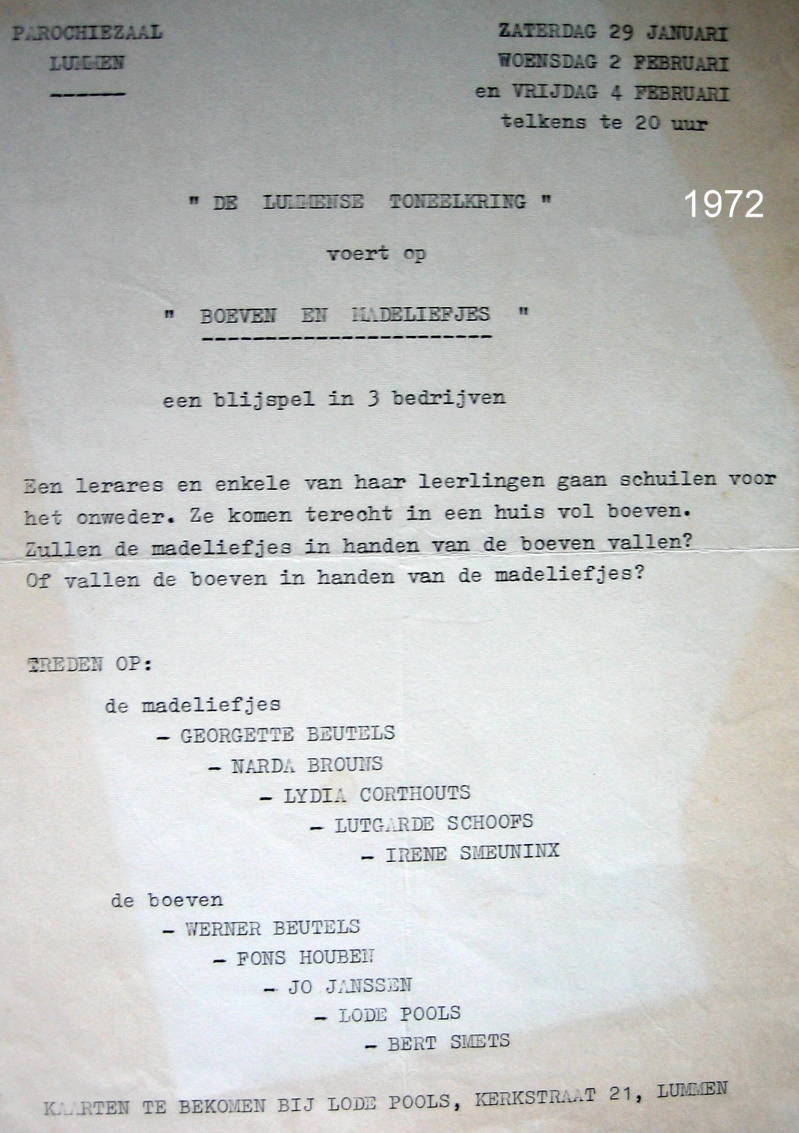 PAROCHIEZAAL
LUMMEN
ZATERDAG 29 JANUARI
WOENSDAG 2 FEBRUARI
en VRIJDAG 4 FEBRUARI
telkens te 20 uur
1972
" DE LUMMENSE TONEELKRING "
voert op
" BOEVEN EN MADELIEFJES "
een blijspel in 3 bedrijven
Een lerares en enkele van haar leerlingen gaan schuilen voor
het onweder. Ze komen terecht in een huis vol boeven.
Zullen de madeliefjes in handen van de boeven vallen?
Of vallen de boeven in handen van de madeliefjes?
TREDEN OP:
de madeliefjes
- GEORGETTE BEUTELS
- NARDA BROUNS
- LYDIA CORTHOUTS
- LUTGARDE SCHOOFS
- IRENE SMEUNINX
de boeven
- WERNER BEUTELS
- FONS HOUBEN
- JO JANSSEN
- LODE POOLS
- BERT SMETS
KAARTEN TE BEKOMEN BIJ LODE POOLS, KERKSTRAAT 21, LUMMEN